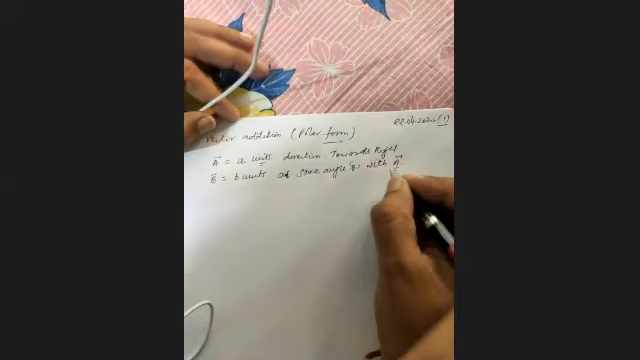 Vector addition (Polar form)
A⃗ = a units direction Towards Right
B⃗ = b units at some angle 'θ' with A⃗